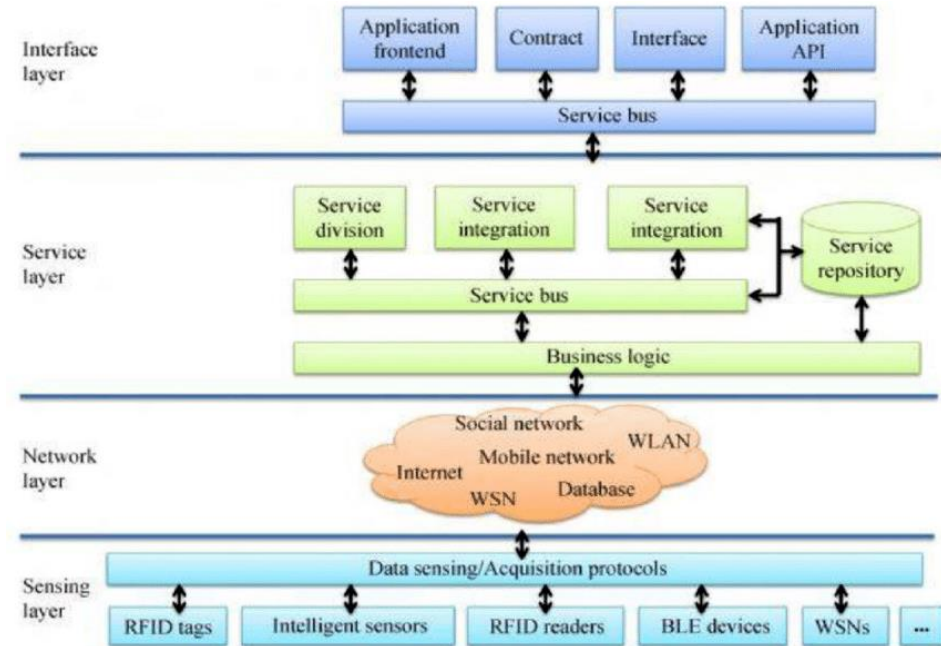 Interface
layer
Application
frontend
Contract
Interface
Application
API
Service bus
Service
layer
Service
division
Service
integration
Service
integration
Service
repository
Service bus
Business logic
Network
layer
Social network
WLAN
Mobile network
Internet
Database
WSN
Sensing
layer
Data sensing/Acquisition protocols
RFID tags
Intelligent sensors
RFID readers
BLE devices
WSNs
...